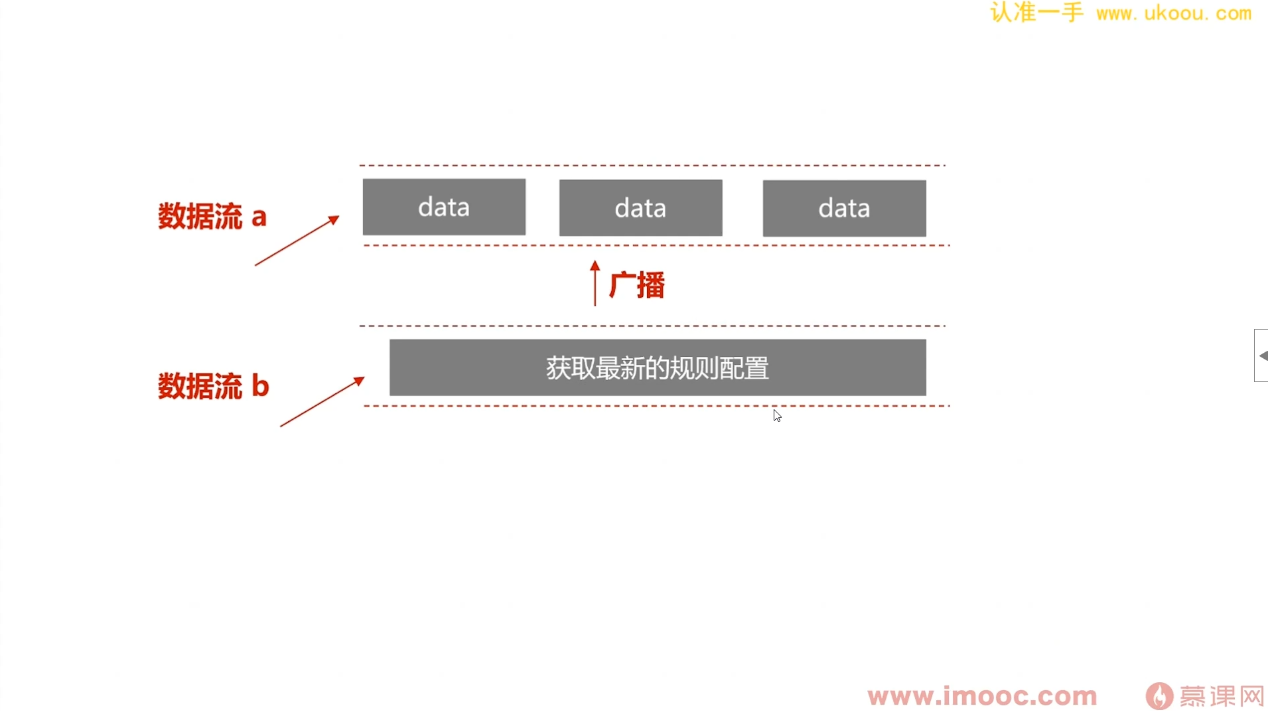 认准一手 www.ukoou.com
数据流 a
data
data
data
广播
数据流 b
获取最新的规则配置
www.imooc.com
慕课网